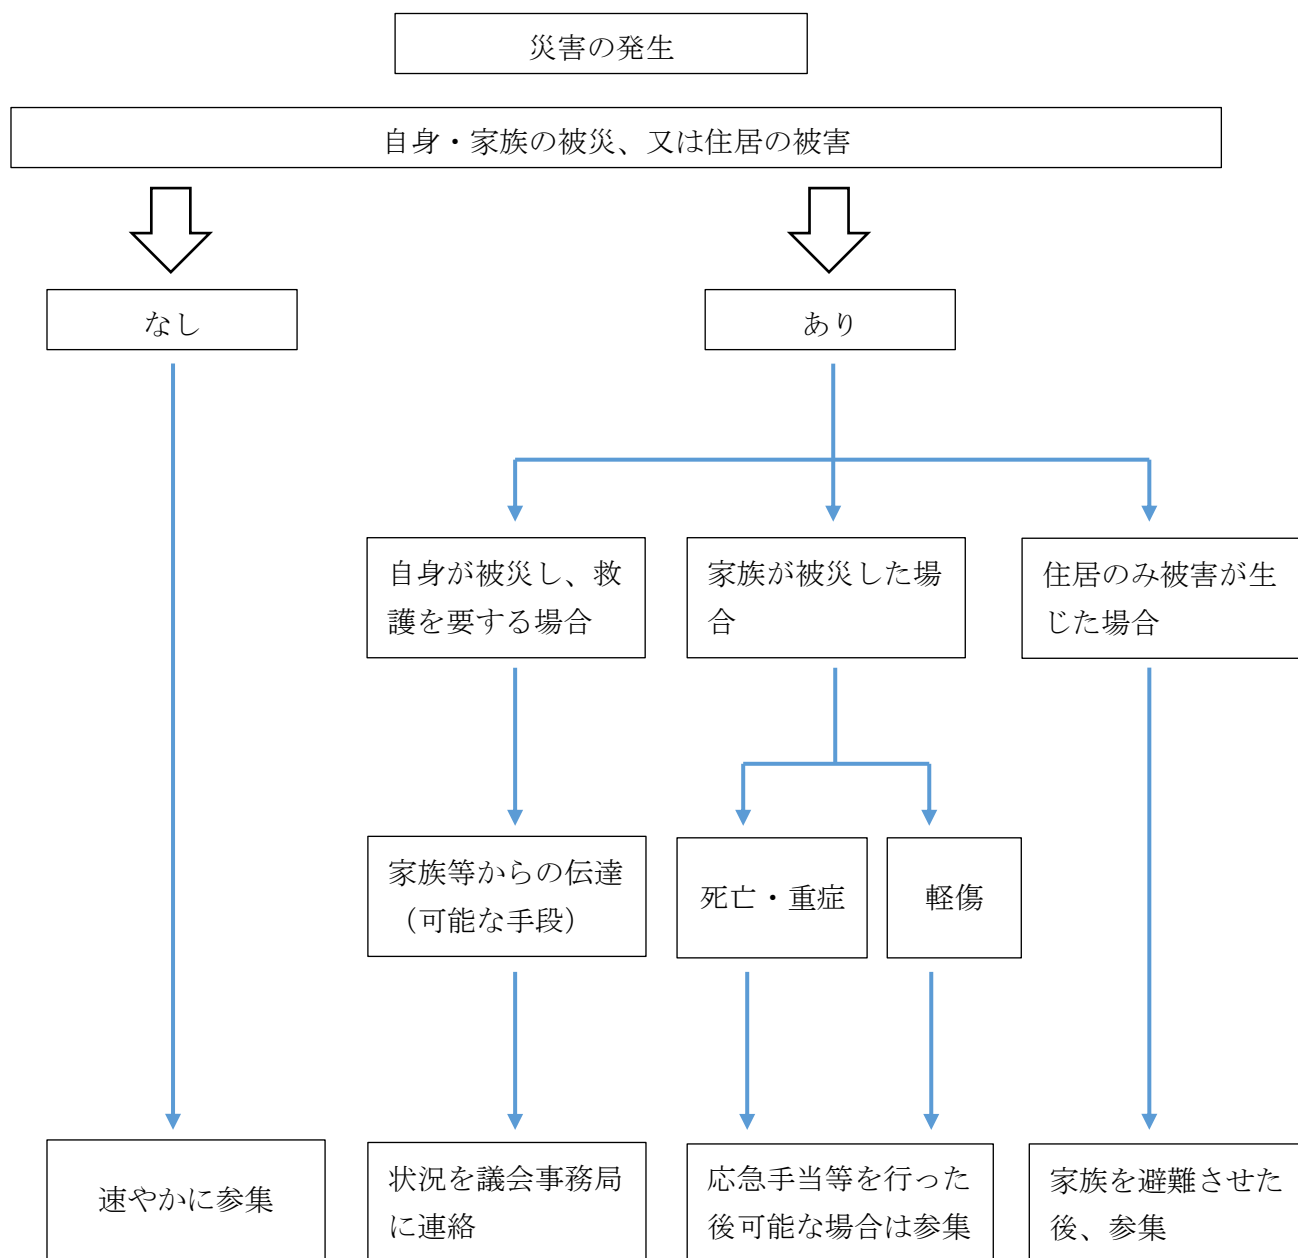 災害の発生
自身・家族の被災、又は住居の被害
なし
あり
自身が被災し、救
護を要する場合
家族が被災した場
合
住居のみ被害が生
じた場合
家族等からの伝達
（可能な手段）
死亡・重症
軽傷
速やかに参集
状況を議会事務局
に連絡
応急手当等を行った
後可能な場合は参集
家族を避難させた
後、参集